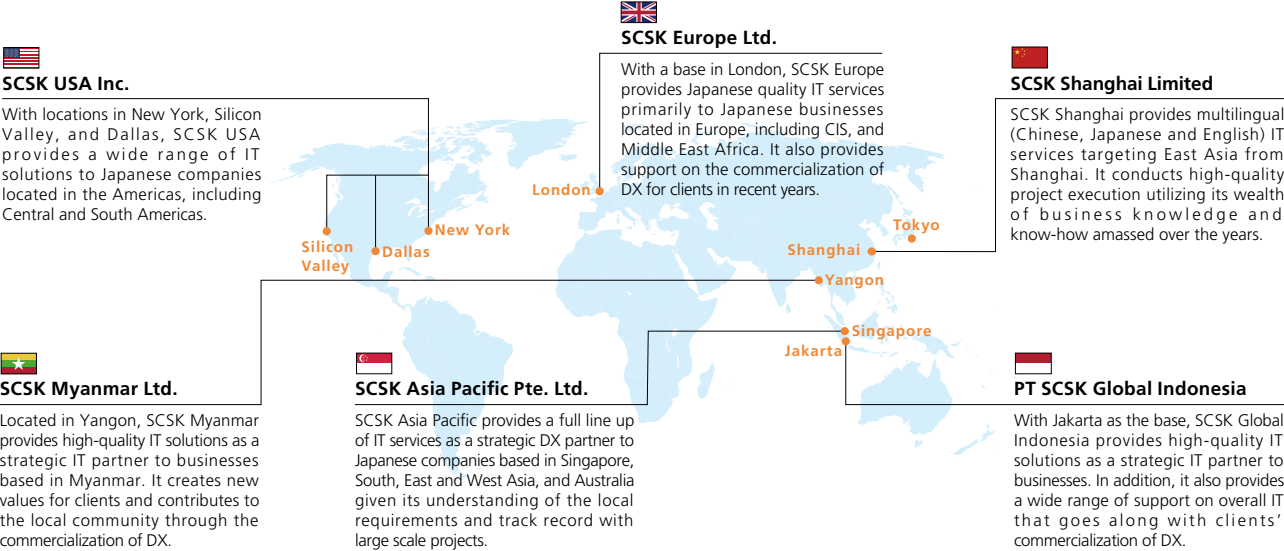 SCSK USA Inc.
With locations in New York, Silicon
Valley, and Dallas, SCSK USA
provides a wide range of IT
solutions to Japanese companies
located in the Americas, including
Central and South Americas.
SCSK Europe Ltd.
With a base in London, SCSK Europe
provides Japanese quality IT services
primarily to Japanese businesses
located in Europe, including CIS, and
Middle East Africa. It also provides
support on the commercialization of
DX for clients in recent years.
SCSK Shanghai Limited
SCSK Shanghai provides multilingual
(Chinese, Japanese and English) IT
services targeting East Asia from
Shanghai. It conducts high-quality
project execution utilizing its wealth
of business knowledge and
know-how amassed over the years.
London
New York
Silicon
Valley
Dallas
Tokyo
Shanghai
Yangon
Singapore
Jakarta
SCSK Myanmar Ltd.
Located in Yangon, SCSK Myanmar
provides high-quality IT solutions as a
strategic IT partner to businesses
based in Myanmar. It creates new
values for clients and contributes to
the local community through the
commercialization of DX.
SCSK Asia Pacific Pte. Ltd.
SCSK Asia Pacific provides a full line up
of IT services as a strategic DX partner to
Japanese companies based in Singapore,
South, East and West Asia, and Australia
given its understanding of the local
requirements and track record with
large scale projects.
PT SCSK Global Indonesia
With Jakarta as the base, SCSK Global
Indonesia provides high-quality IT
solutions as a strategic IT partner to
businesses. In addition, it also provides
a wide range of support on overall IT
that goes along with clients'
commercialization of DX.